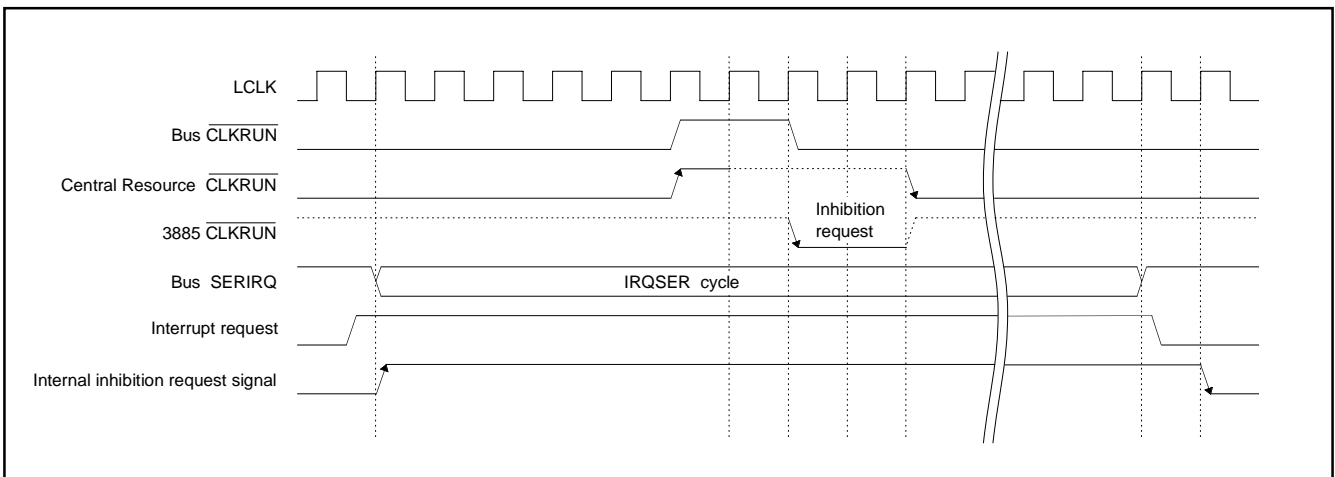 LCLK
Bus CLKRUN
Central Resource CLKRUN
3885 CLKRUN
Inhibition
request
Bus SERIRQ
IRQSER cycle
Interrupt request
Internal inhibition request signal